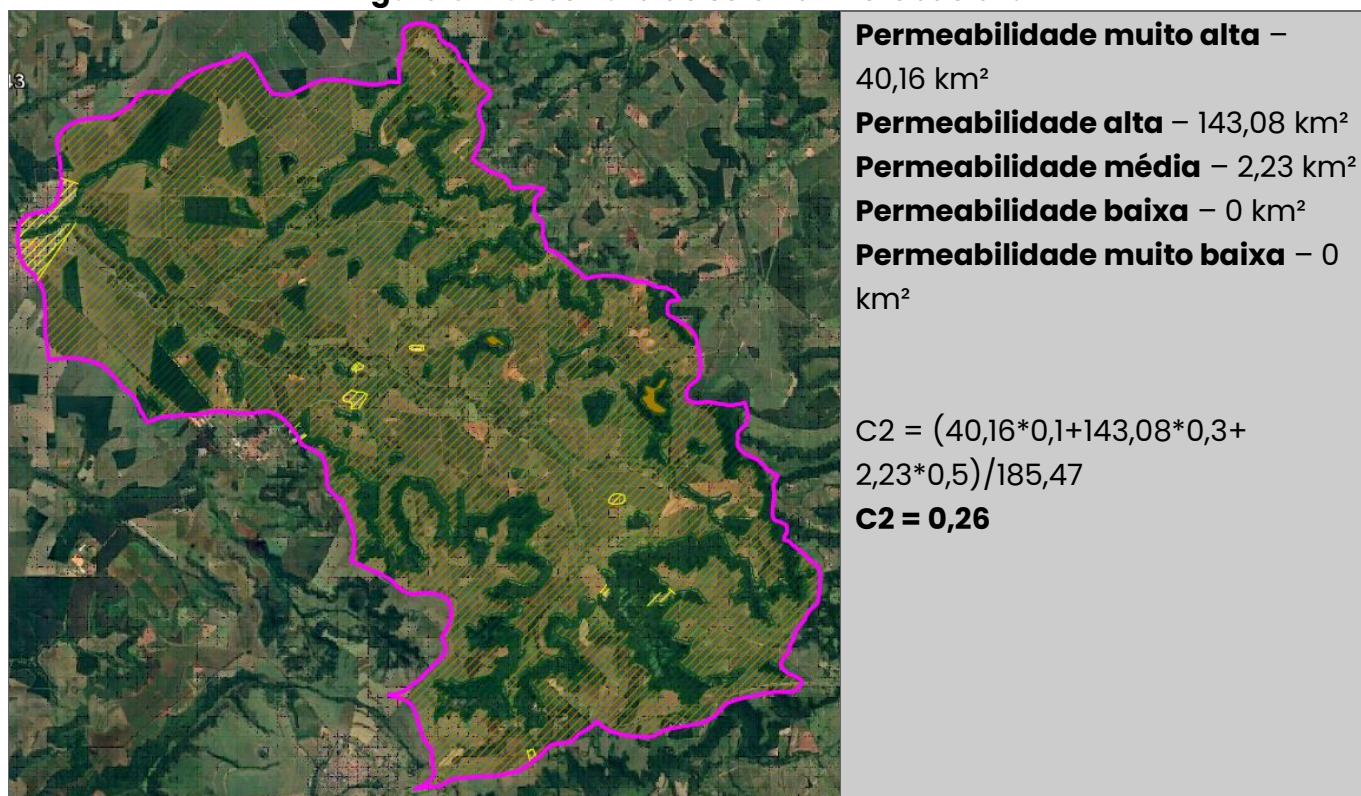 Permeabilidade muito alta –
40,16 km²
Permeabilidade alta – 143,08 km²
Permeabilidade média – 2,23 km²
Permeabilidade baixa – 0 km²
Permeabilidade muito baixa – 0
km²
C2 = (40,16*0,1+143,08*0,3+
2,23*0,5)/185,47
C2 = 0,26